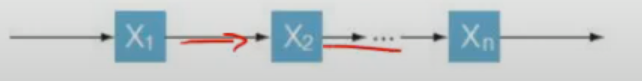 X₁ X₂ ... Xₙ